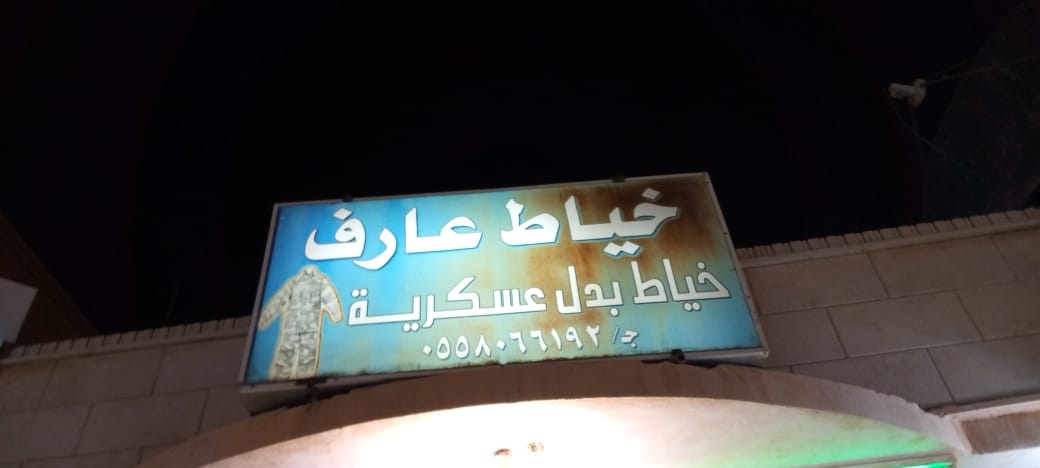 خياط عارف
خياط بدل عسكرية
ج/ ٠٥٥٨٠٦٦١٩٢